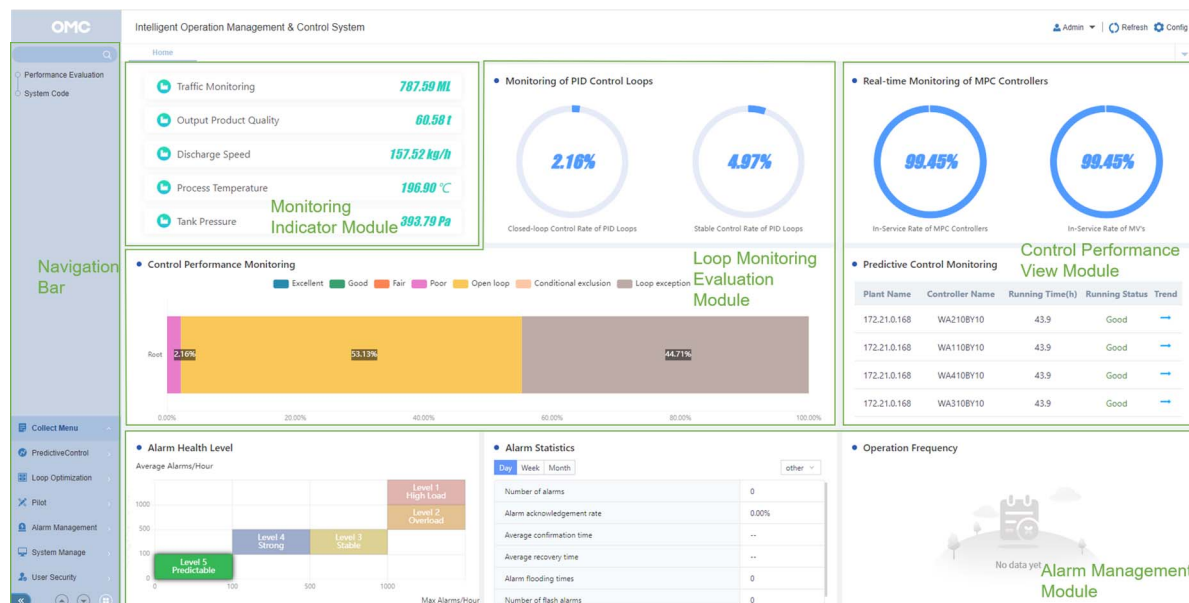 OMC
Intelligent Operation Management & Control System
Admin
Refresh
Config
Home
Performance Evaluation
System Code
Navigation
Bar
Collect Menu
PredictiveControl
Loop Optimization
Pilot
Alarm Management
System Manage
User Security
Traffic Monitoring 787.59 ML
Output Product Quality 60.58 t
Discharge Speed 157.52 kg/h
Process Temperature 196.90 °C
Tank Pressure 393.79 Pa
Monitoring
Indicator Module
Monitoring of PID Control Loops
2.16% 4.97%
Closed-loop Control Rate of PID Loops Stable Control Rate of PID Loops
Real-time Monitoring of MPC Controllers
99.45% 99.45%
In-Service Rate of MPC Controllers In-Service Rate of MV's
Control Performance Monitoring
Excellent Good Fair Poor Open loop Conditional exclusion Loop exception
Loop Monitoring
Evaluation
Module
Root 2.16% 53.13% 44.71%
0.00% 20.00% 40.00% 60.00% 80.00% 100.00%
Control Performance
View Module
Predictive Control Monitoring
Plant Name Controller Name Running Time(h) Running Status Trend
172.21.0.168 WA210BY10 43.9 Good
172.21.0.168 WA110BY10 43.9 Good
172.21.0.168 WA410BY10 43.9 Good
172.21.0.168 WA310BY10 43.9 Good
Alarm Health Level
Average Alarms/Hour
Level 1
High Load
1000
Level 2
Overload
500
Level 4
Strong
Level 3
Stable
100
Level 5
Predictable
0
0 100 500 1000
Max Alarms/Hour
Alarm Statistics
Day Week Month other
Number of alarms 0
Alarm acknowledgement rate 0.00%
Average confirmation time --
Average recovery time --
Alarm flooding times 0
Number of flash alarms 0
Operation Frequency
No data yet
Alarm Management
Module